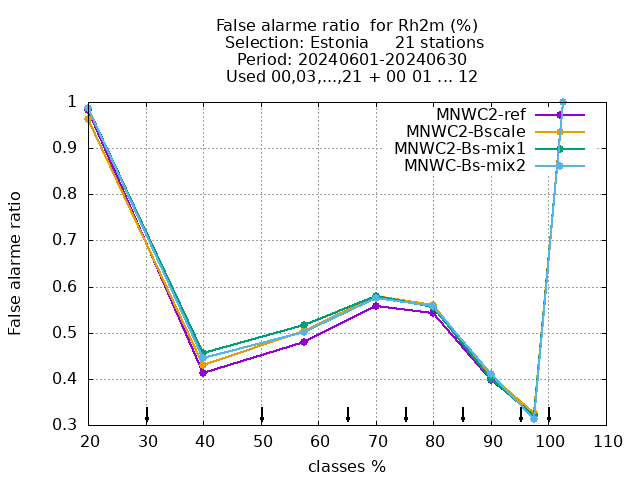 False alarme ratio  for Rh2m (%)
Selection: Estonia     21 stations
Period: 20240601-20240630
Used 00,03,...,21 + 00 01 ... 12
MNWC2-ref
MNWC2-Bscale
MNWC2-Bs-mix1
MNWC-Bs-mix2
False alarme ratio
1
0.9
0.8
0.7
0.6
0.5
0.4
0.3
20 30 40 50 60 70 80 90 100 110
classes %